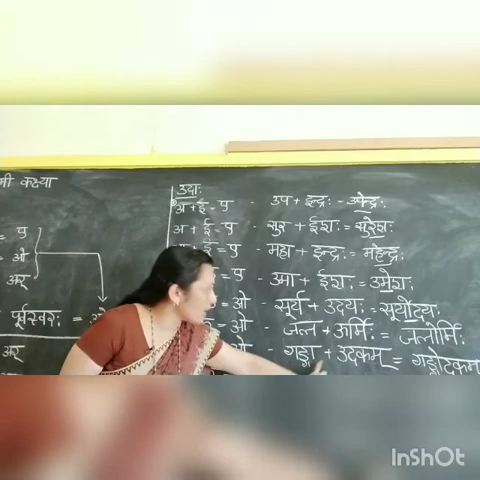 मी कक्ष्या
उदाः
अ + ई = ए - उप + इन्द्रः - उपेन्द्रः
अ + ई = ए - सुर + ईशः = सुरेशः
ई = ए - महा + इन्द्रः = महेन्द्रः
= ए - उमा + ईशः = उमेशः
= ए
= ओ
अर्
पूर्वस्वरः =
= ओ - सूर्य + उदयः = सूर्योदयः
= ओ - जल + ऊर्मिः = जलोर्मिः
ओ - गङ्गा + उदकम् = गङ्गोदकम्
अर्
InShOt